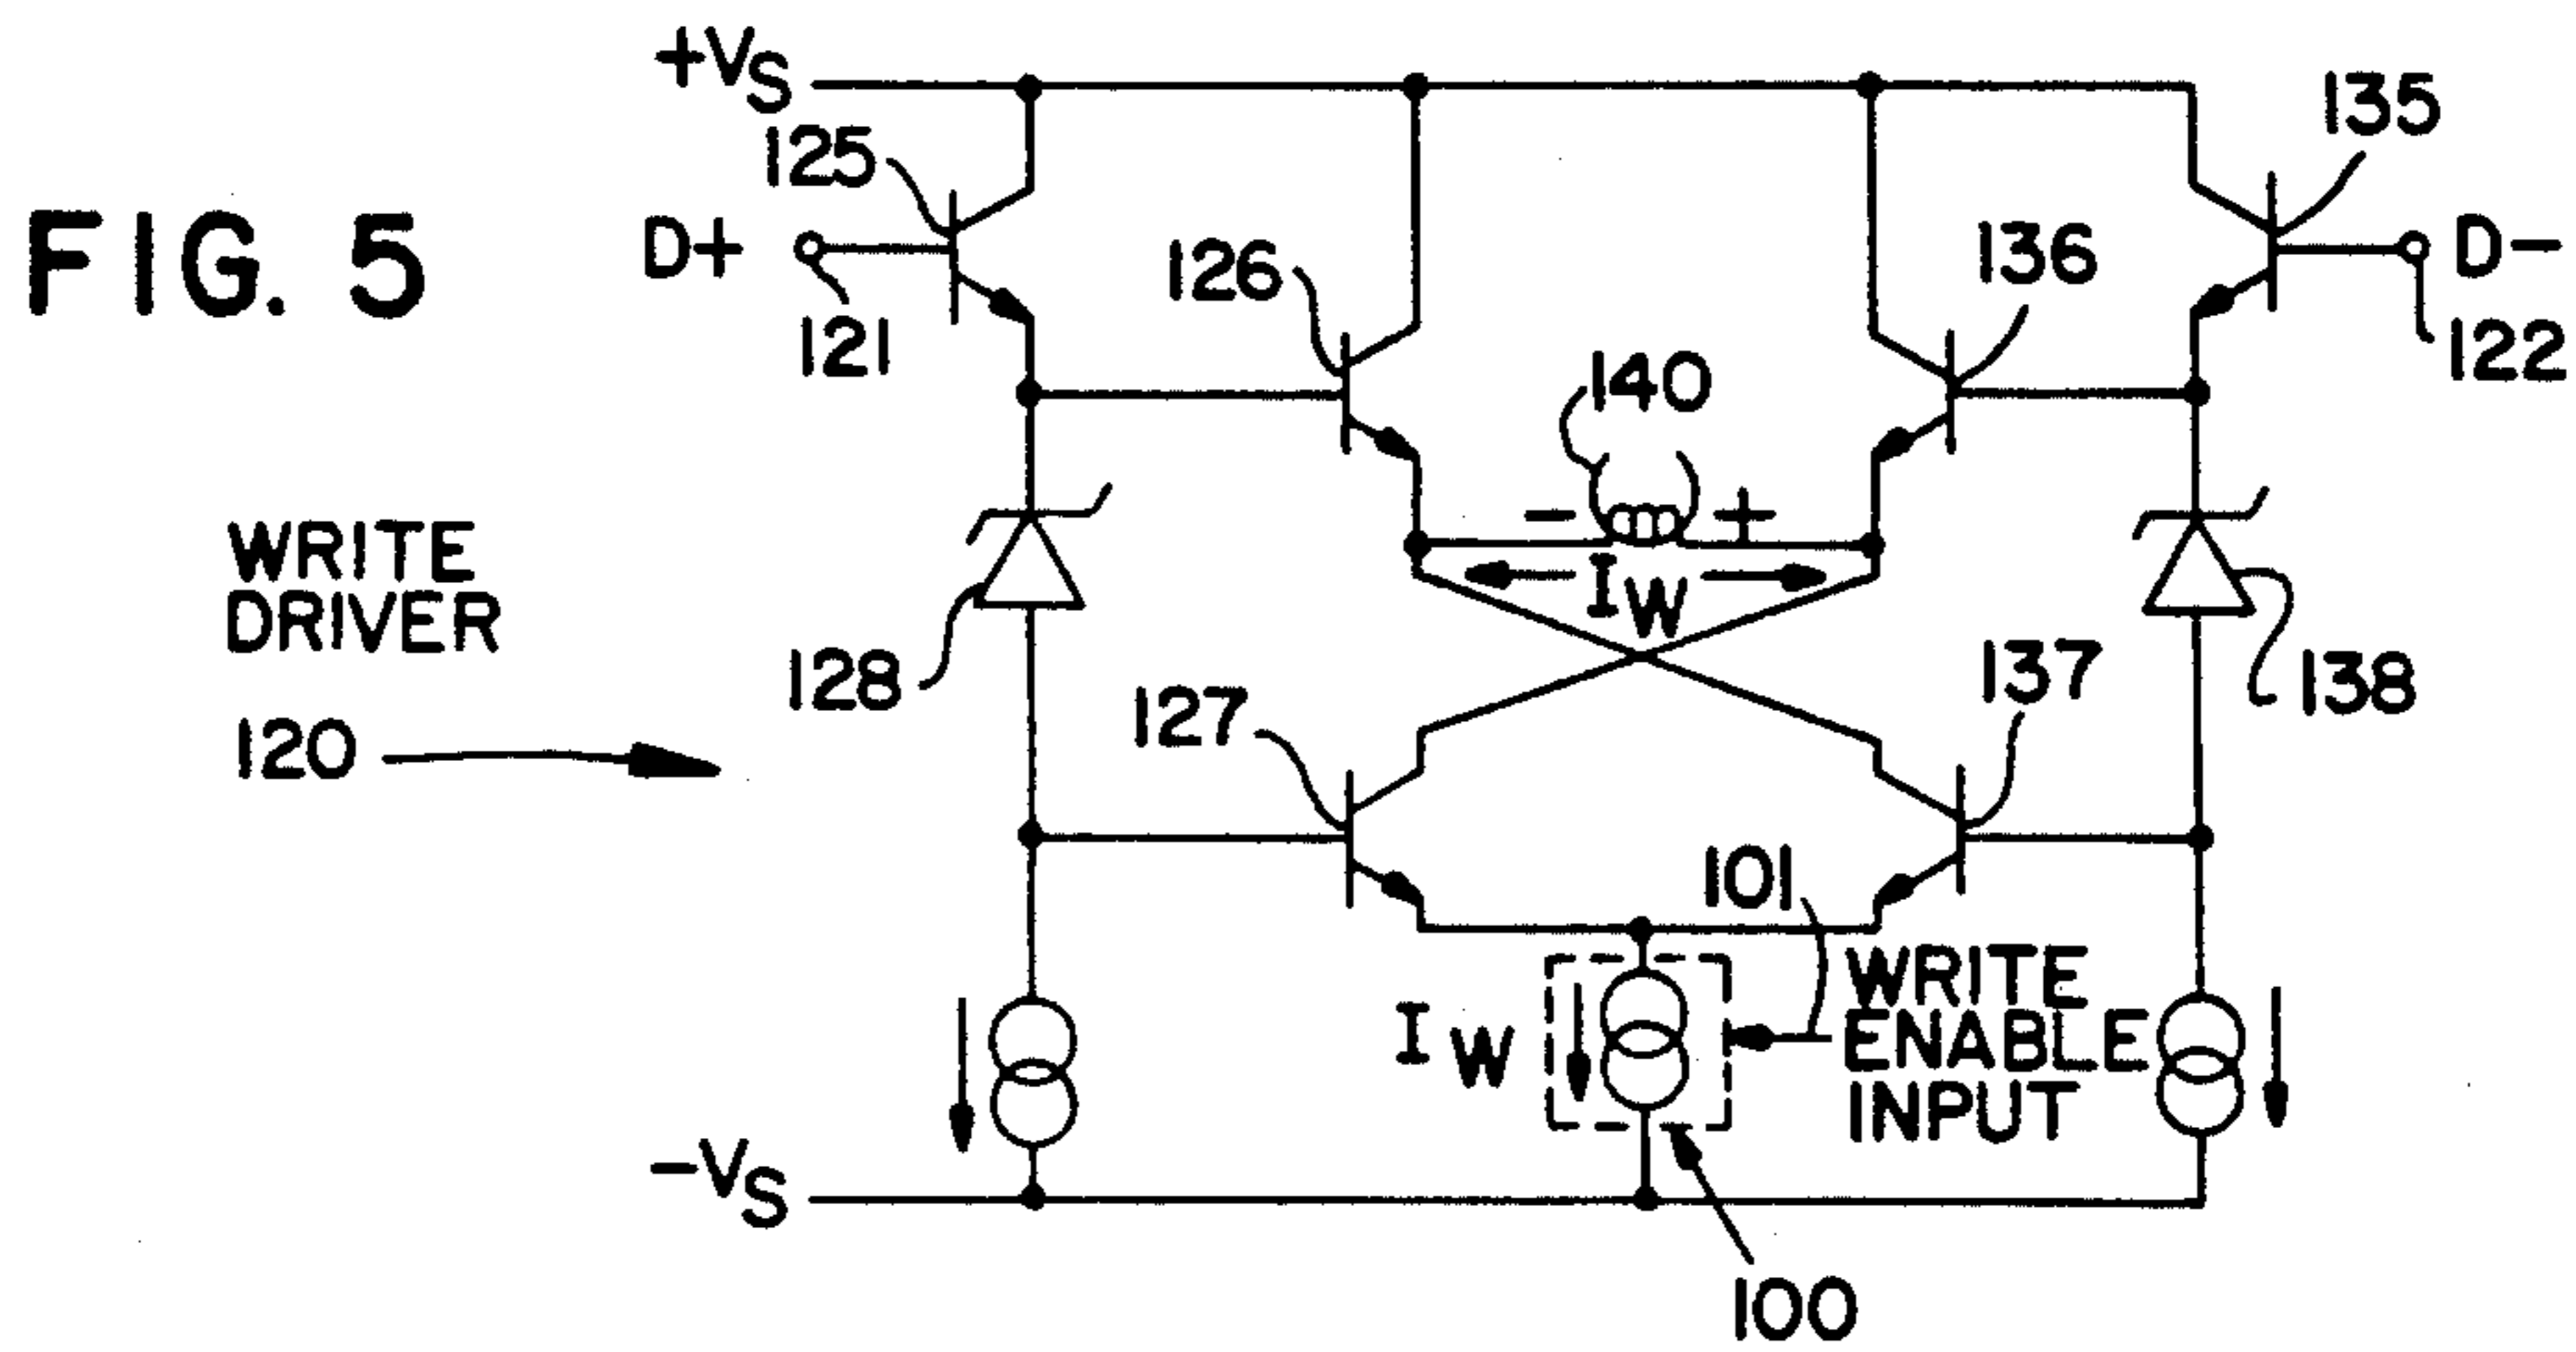 +VS
135
125
FIG. 5
D+
126
136
D-
121
140
122
- +
WRITE
DRIVER
IW
128
127
137
138
120
101
WRITE
ENABLE
INPUT
IW
-VS
100